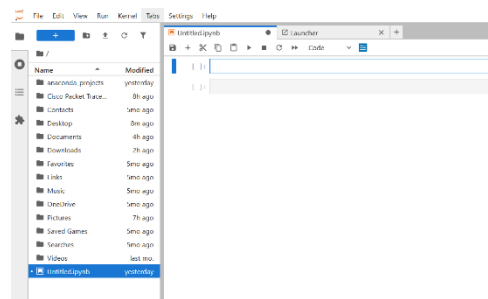 File Edit View Run Kernel Tabs Settings Help
Untitled.ipynb Launcher
Code
/
Name Modified
anaconda_projects yesterday
Cisco Packet Trace... 8h ago
Contacts 5mo ago
Desktop 8m ago
Documents 4h ago
Downloads 2h ago
Favorites 5mo ago
Links 5mo ago
Music 5mo ago
OneDrive 5mo ago
Pictures 7h ago
Saved Games 5mo ago
Searches 5mo ago
Videos last mo.
Untitled.ipynb yesterday
[ ]:
[ ]: